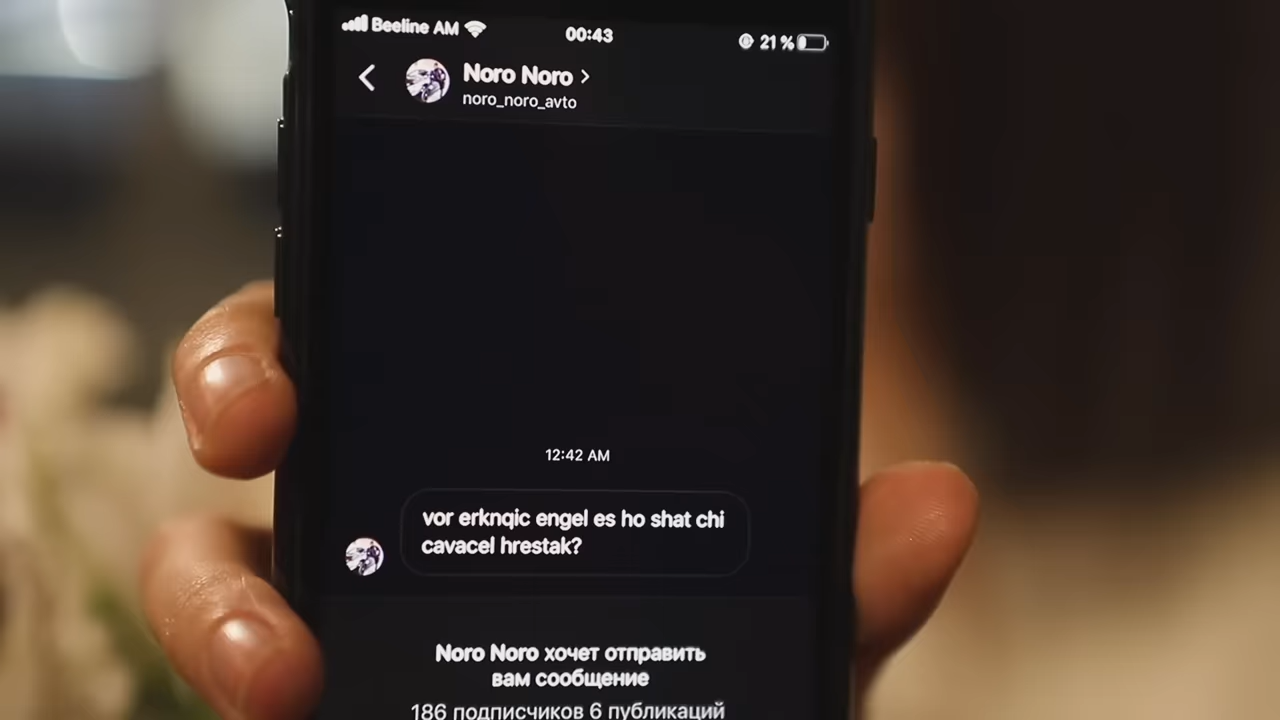 Beeline AM 00:43 21 %
Noro Noro
noro_noro_avto
12:42 AM
vor erknqic engel es ho shat chi
cavacel hrestak?
Noro Noro хочет отправить
вам сообщение
186 подписчиков 6 публикаций